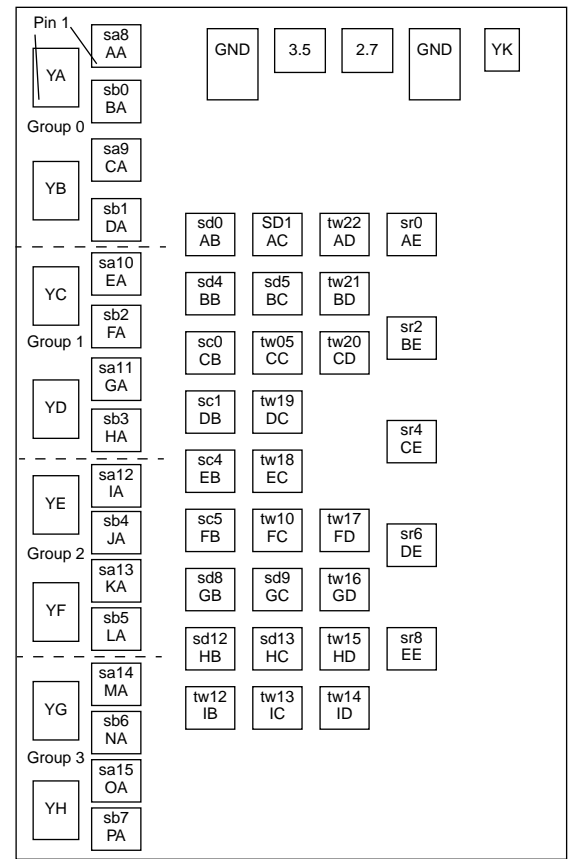 Pin 1
sa8
AA
GND
3.5
2.7
GND
YK
YA
sb0
BA
Group 0
sa9
CA
YB
sb1
DA
sd0
AB
SD1
AC
tw22
AD
sr0
AE
sa10
EA
YC
sd4
BB
sd5
BC
tw21
BD
sb2
FA
Group 1
sr2
BE
sc0
CB
tw05
CC
tw20
CD
sa11
GA
YD
sc1
DB
tw19
DC
sb3
HA
sr4
CE
sa12
IA
sc4
EB
tw18
EC
YE
sb4
JA
sc5
FB
tw10
FC
tw17
FD
sr6
DE
Group 2
sa13
KA
sd8
GB
sd9
GC
tw16
GD
YF
sb5
LA
sd12
HB
sd13
HC
tw15
HD
sr8
EE
sa14
MA
YG
tw12
IB
tw13
IC
tw14
ID
sb6
NA
Group 3
sa15
OA
YH
sb7
PA